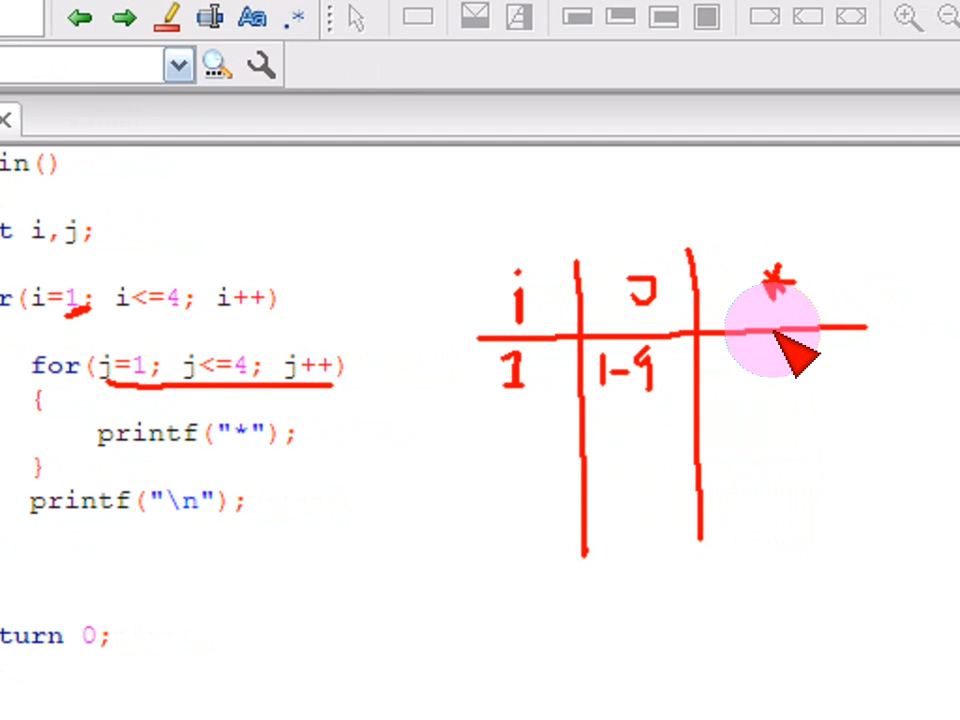 in()
t i,j;
r(i=1; i<=4; i++)
for(j=1; j<=4; j++)
{
printf("*");
}
printf("\n");
turn 0;
i J *
1 1-4